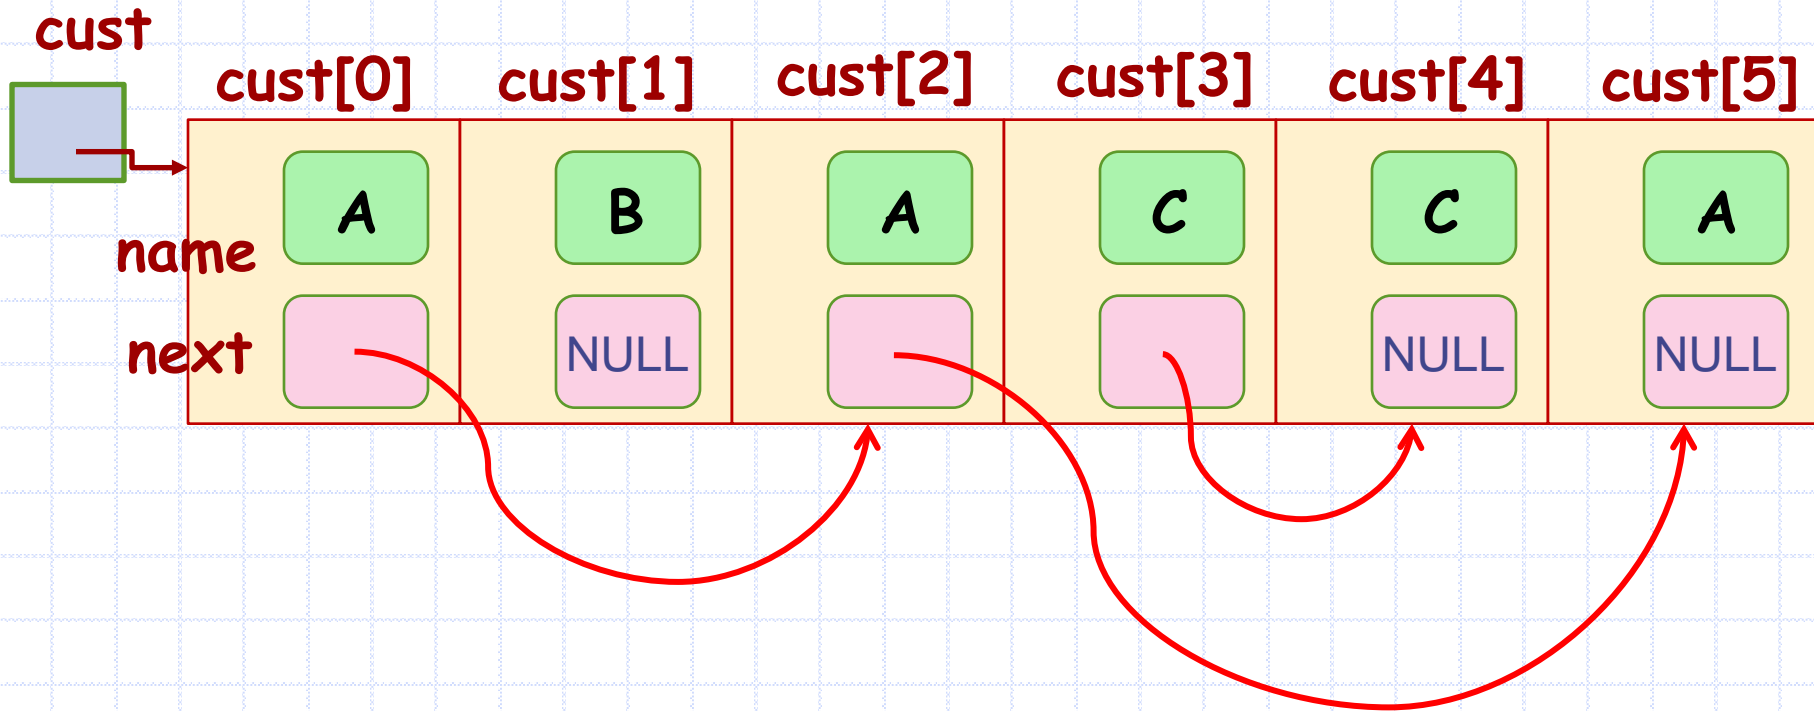 cust
cust[0] cust[1] cust[2] cust[3] cust[4] cust[5]
name A B A C C A
next NULL NULL NULL